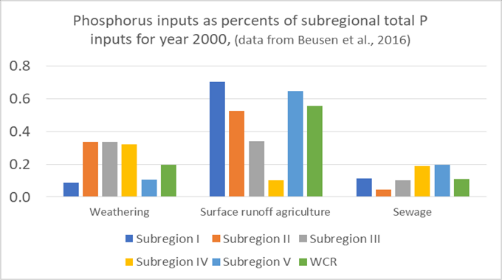 Phosphorus inputs as percents of subregional total P
inputs for year 2000, (data from Beusen et al., 2016)
0.8
0.6
0.4
0.2
0.0
Weathering Surface runoff agriculture Sewage
Subregion I Subregion II Subregion III
Subregion IV Subregion V WCR